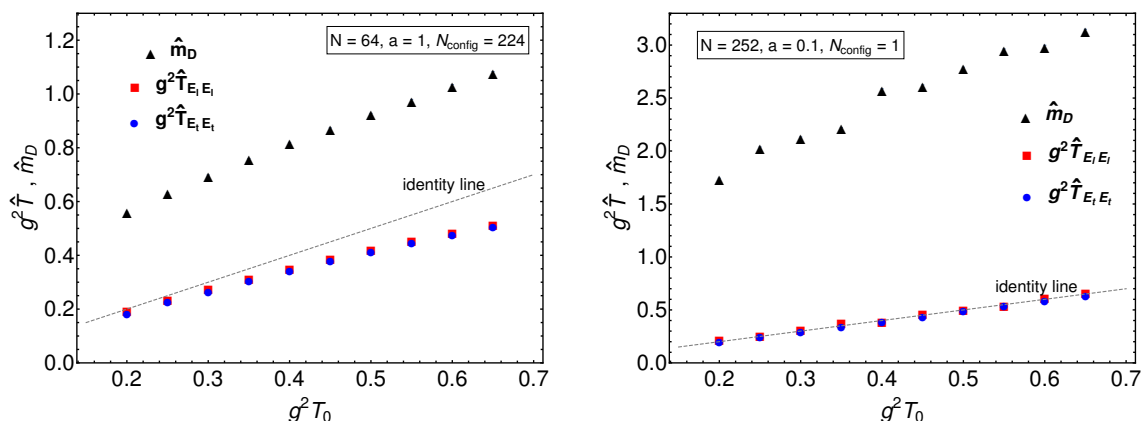 N = 64, a = 1, N_config = 224
m̂_D
g²T̂_{E_l E_l}
g²T̂_{E_t E_t}
identity line
g²T̂ , m̂_D
1.2
1.0
0.8
0.6
0.4
0.2
0.0
0.2 0.3 0.4 0.5 0.6 0.7
g²T₀
N = 252, a = 0.1, N_config = 1
m̂_D
g²T̂_{E_l E_l}
g²T̂_{E_t E_t}
identity line
g²T̂ , m̂_D
3.0
2.5
2.0
1.5
1.0
0.5
0.0
0.2 0.3 0.4 0.5 0.6 0.7
g²T₀